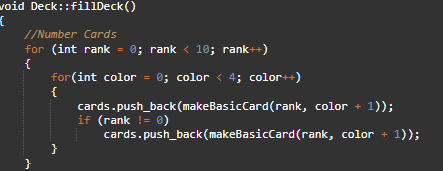 void Deck::fillDeck()
{
    //Number Cards
    for (int rank = 0; rank < 10; rank++)
    {
        for(int color = 0; color < 4; color++)
        {
            cards.push_back(makeBasicCard(rank, color + 1));
            if (rank != 0)
                cards.push_back(makeBasicCard(rank, color + 1));
        }
    }